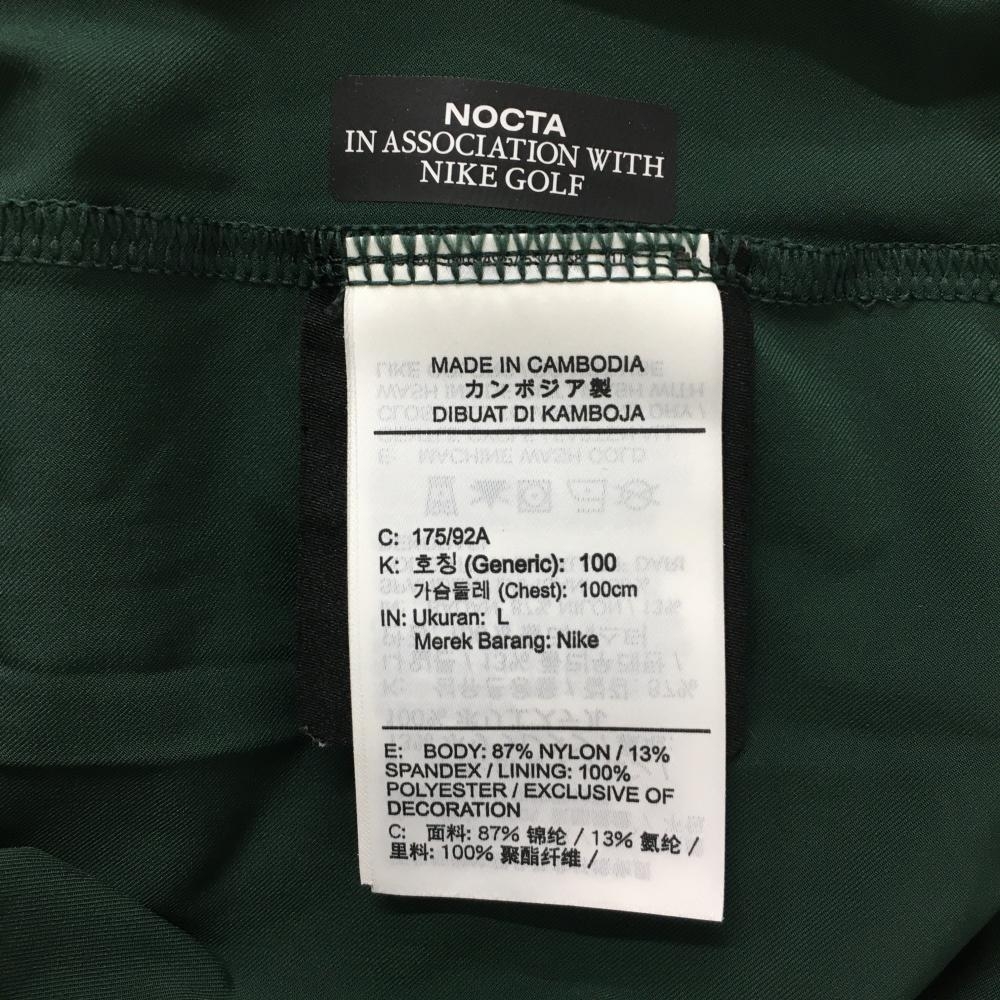 NOCTA
IN ASSOCIATION WITH
NIKE GOLF
MADE IN CAMBODIA
カンボジア製
DIBUAT DI KAMBOJA
C: 175/92A
K: 호칭 (Generic): 100
가슴둘레 (Chest): 100cm
IN: Ukuran: L
Merek Barang: Nike
E: BODY: 87% NYLON / 13%
SPANDEX / LINING: 100%
POLYESTER / EXCLUSIVE OF
DECORATION
C: 面料: 87% 锦纶 / 13% 氨纶 /
里料: 100% 聚酯纤维 /